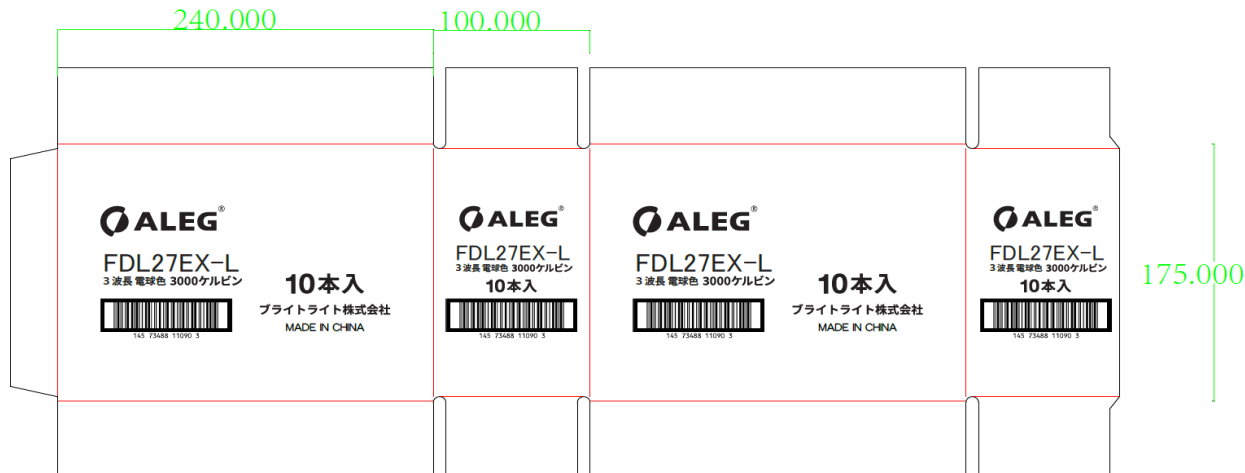 240.000
100.000
ALEG®
FDL27EX-L
3波長 電球色 3000ケルビン
145 73488 11090 3
10本入
ブライトライト株式会社
MADE IN CHINA
ALEG®
FDL27EX-L
3波長 電球色 3000ケルビン
10本入
145 73488 11090 3
ALEG®
FDL27EX-L
3波長 電球色 3000ケルビン
145 73488 11090 3
10本入
ブライトライト株式会社
MADE IN CHINA
ALEG®
FDL27EX-L
3波長 電球色 3000ケルビン
10本入
145 73488 11090 3
175.000